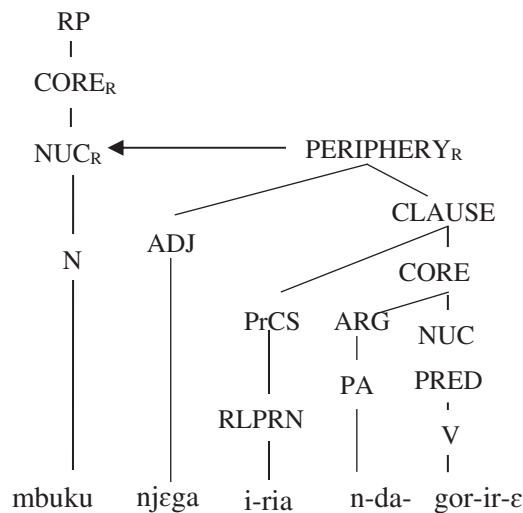 RP
CORE_R
NUC_R PERIPHERY_R
CLAUSE
ADJ
N CORE
PrCS ARG NUC
PA PRED
RLPRN
V
mbuku njɛga i-ria n-da- gor-ir-ɛ